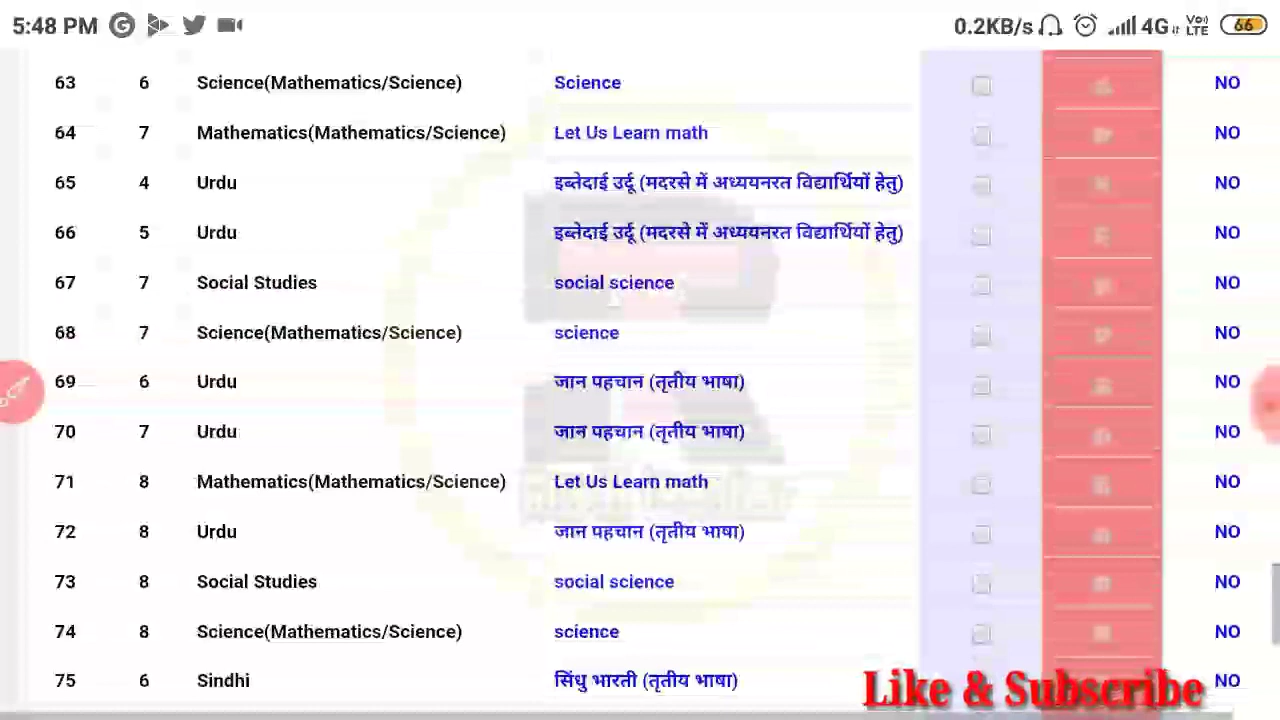 5:48 PM 0.2KB/s 4G Vo) LTE 66
63 6 Science(Mathematics/Science) Science NO
64 7 Mathematics(Mathematics/Science) Let Us Learn math NO
65 4 Urdu इब्तेदाई उर्दू (मदरसे में अध्ययनरत विद्यार्थियों हेतु) NO
66 5 Urdu इब्तेदाई उर्दू (मदरसे में अध्ययनरत विद्यार्थियों हेतु) NO
67 7 Social Studies social science NO
68 7 Science(Mathematics/Science) science NO
69 6 Urdu जान पहचान (तृतीय भाषा) NO
70 7 Urdu जान पहचान (तृतीय भाषा) NO
71 8 Mathematics(Mathematics/Science) Let Us Learn math NO
72 8 Urdu जान पहचान (तृतीय भाषा) NO
73 8 Social Studies social science NO
74 8 Science(Mathematics/Science) science NO
75 6 Sindhi सिंधु भारती (तृतीय भाषा) NO
Like & Subscribe